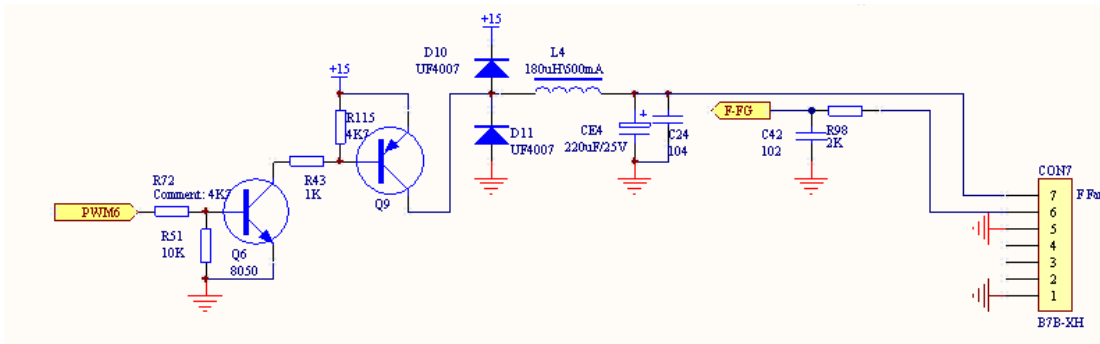 +15
D10
UF4007
L4
180uH\500mA
+15
R115
4K7
D11
UF4007
CE4
220uF/25V
C24
104
F-FG
C42
102
R98
2K
R72
Comment: 4K7
R43
1K
Q9
PWM6
R51
10K
Q6
8050
CON7
7
F Fan
6
5
4
3
2
1
B7B-XH